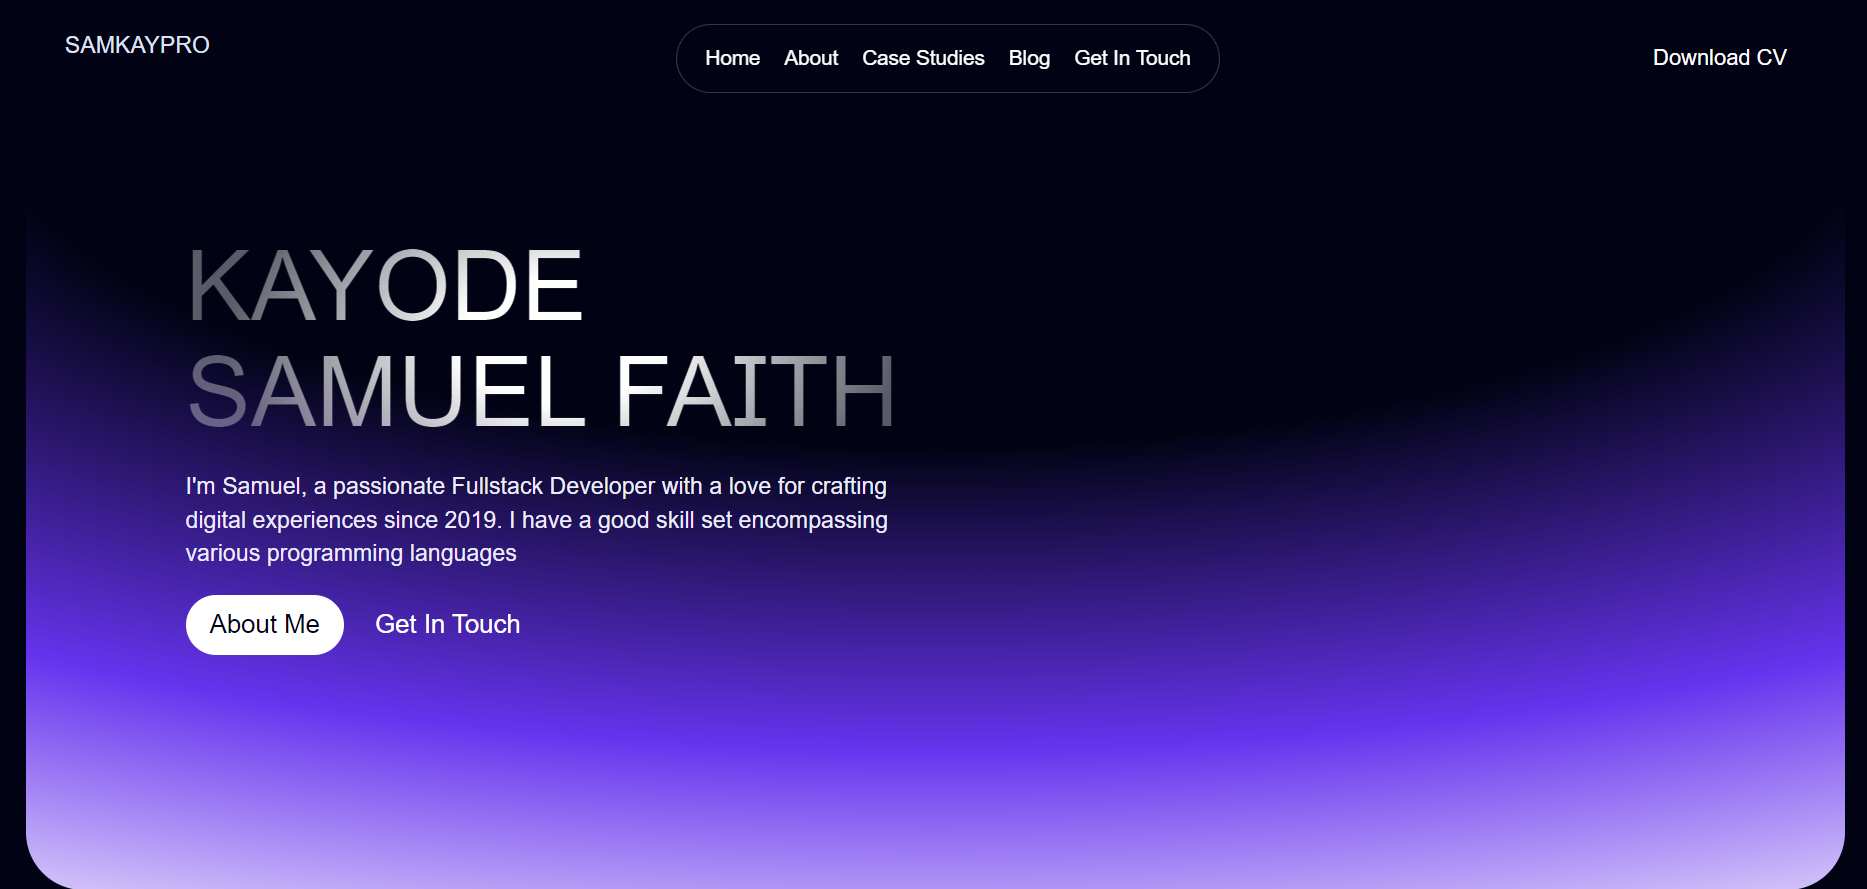 SAMKAYPRO
Home About Case Studies Blog Get In Touch
Download CV
KAYODE
SAMUEL FAITH
I'm Samuel, a passionate Fullstack Developer with a love for crafting
digital experiences since 2019. I have a good skill set encompassing
various programming languages
About Me Get In Touch